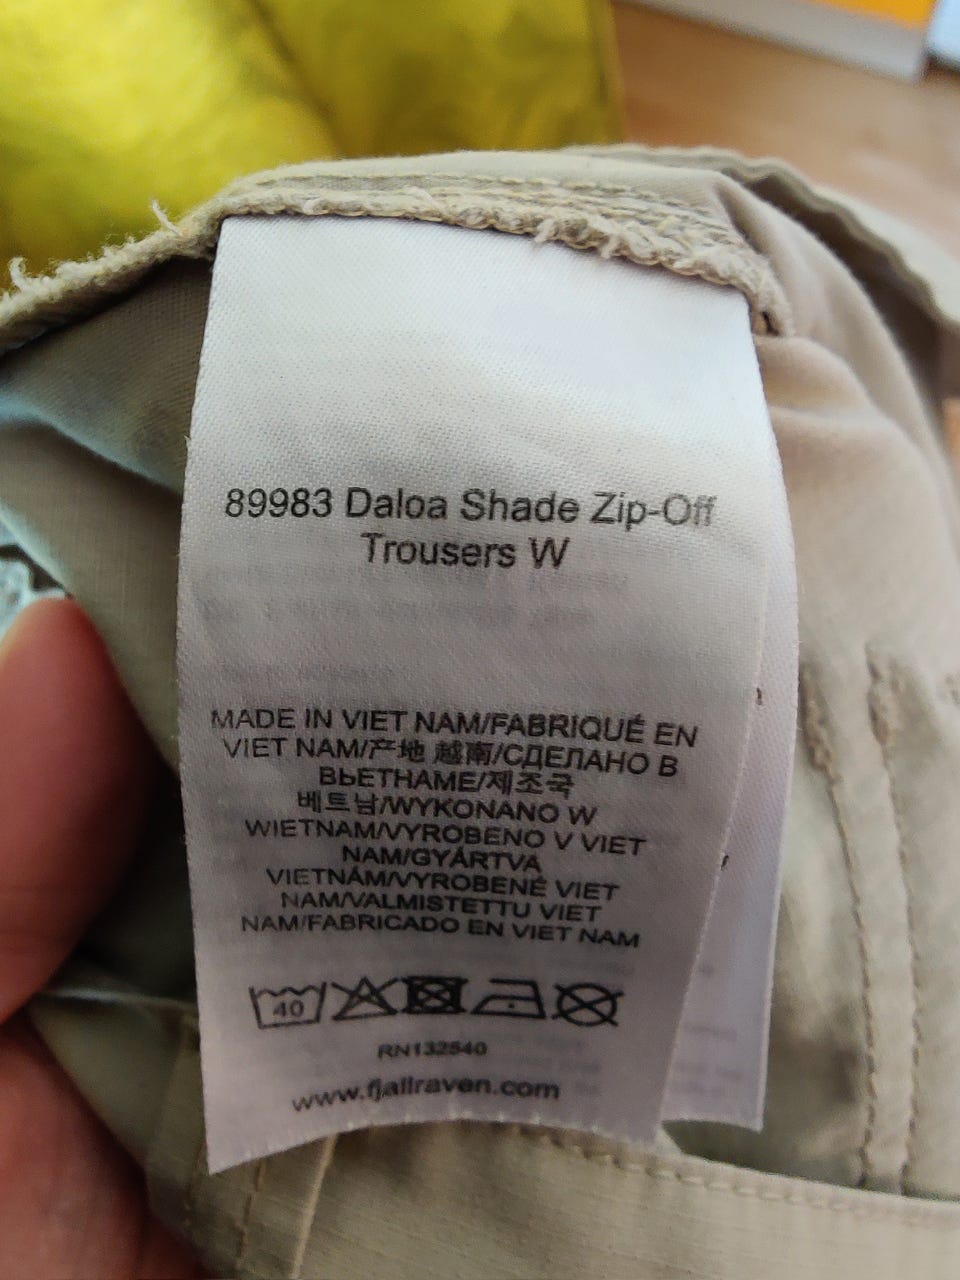 89983 Daloa Shade Zip-Off
Trousers W
MADE IN VIET NAM/FABRIQUÉ EN
VIET NAM/产地 越南/СДЕЛАНО В
ВЬЕТНАМЕ/제조국
베트남/WYKONANO W
WIETNAM/VYROBENO V VIET
NAM/GYÁRTVA
VIETNÁM/VYROBENÉ VIET
NAM/VALMISTETTU VIET
NAM/FABRICADO EN VIET NAM
40
RN132540
www.fjallraven.com